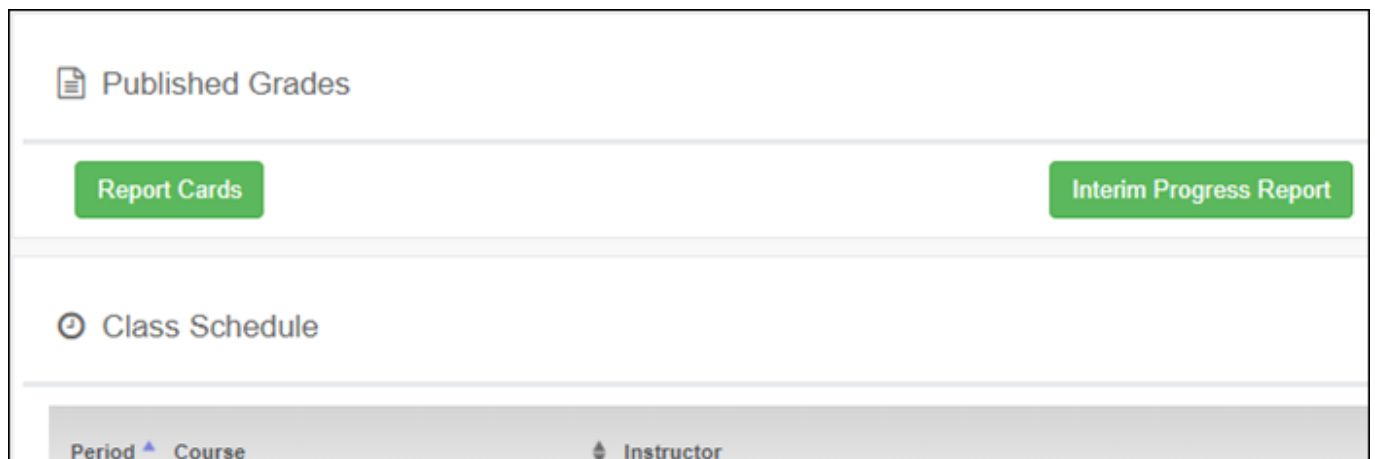 Published Grades
Report Cards Interim Progress Report
Class Schedule
Period Course Instructor